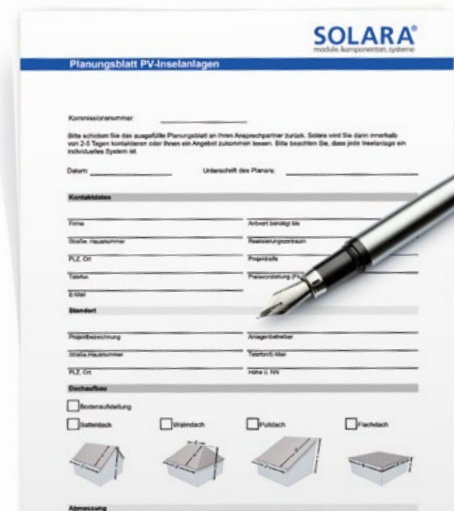 SOLARA®
module. komponenten. systeme
Planungsblatt PV-Inselanlagen
Kommissionsnummer:
Bitte schicken Sie das ausgefüllte Planungsblatt an Ihren Ansprechpartner zurück. Solara wird Sie dann innerhalb
von 2-5 Tagen kontaktieren oder Ihnen ein Angebot zukommen lassen. Bitte beachten Sie, dass jede Inselanlage ein
individuelles System ist.
Datum: Unterschrift des Planers:
Kontaktdaten
Firma Antwort benötigt bis
Straße, Hausnummer Realisierungszeitraum
PLZ, Ort Projektreife
Telefon Preisvorstellung
E-Mail
Standort
Projektbezeichnung Anlagenbetreiber
Straße, Hausnummer Telefon/E-Mail
PLZ, Ort Höhe ü. NN
Dachaufbau
Bodenaufstellung
Satteldach Walmdach Pultdach Flachdach
Abmessung